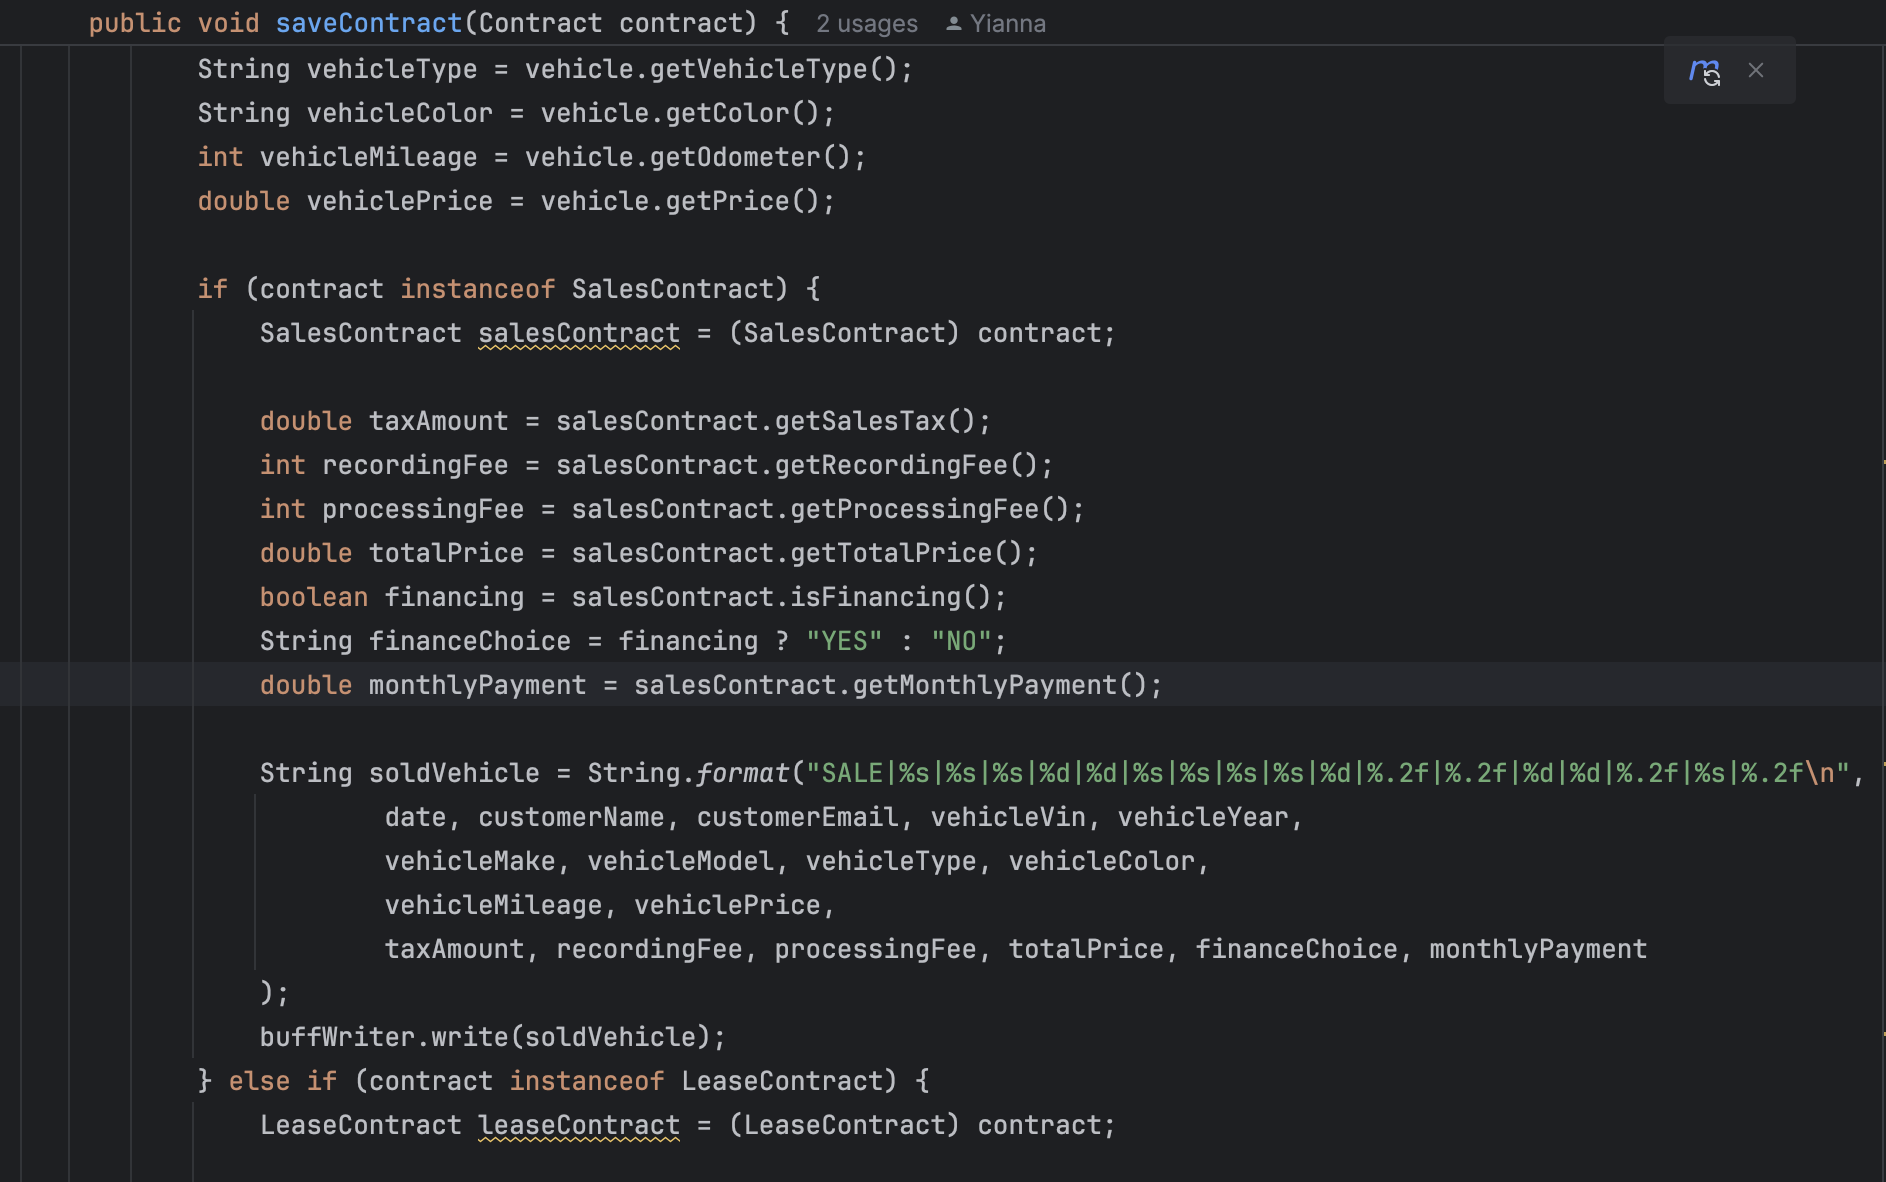 public void saveContract(Contract contract) { 2 usages Yianna
String vehicleType = vehicle.getVehicleType();
String vehicleColor = vehicle.getColor();
int vehicleMileage = vehicle.getOdometer();
double vehiclePrice = vehicle.getPrice();
if (contract instanceof SalesContract) {
SalesContract salesContract = (SalesContract) contract;
double taxAmount = salesContract.getSalesTax();
int recordingFee = salesContract.getRecordingFee();
int processingFee = salesContract.getProcessingFee();
double totalPrice = salesContract.getTotalPrice();
boolean financing = salesContract.isFinancing();
String financeChoice = financing ? "YES" : "NO";
double monthlyPayment = salesContract.getMonthlyPayment();
String soldVehicle = String.format("SALE|%s|%s|%s|%d|%d|%s|%s|%s|%s|%d|%.2f|%.2f|%d|%d|%.2f|%s|%.2f\n",
date, customerName, customerEmail, vehicleVin, vehicleYear,
vehicleMake, vehicleModel, vehicleType, vehicleColor,
vehicleMileage, vehiclePrice,
taxAmount, recordingFee, processingFee, totalPrice, financeChoice, monthlyPayment
);
buffWriter.write(soldVehicle);
} else if (contract instanceof LeaseContract) {
LeaseContract leaseContract = (LeaseContract) contract;